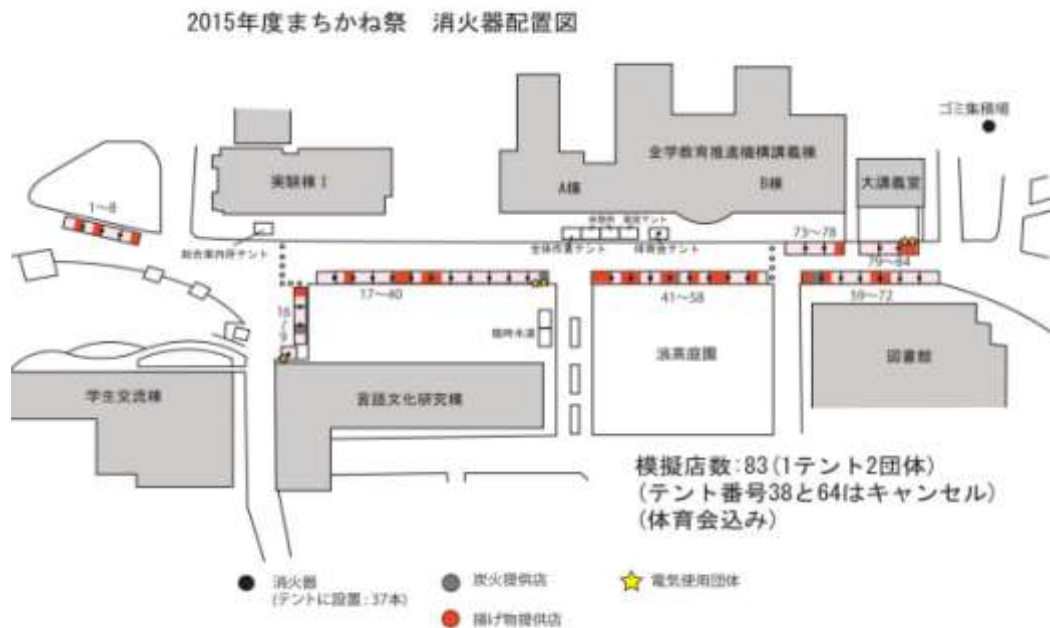 2015年度まちかね祭　消火器配置図
ゴミ集積場
全学教育推進機構講義棟
実験棟Ⅰ
A棟
B棟
大講義室
1～8
総合案内所テント
全体作業テント
体育会テント
73～78
79～84
17～40
41～58
59～72
16～9
臨時水道
浪高庭園
図書館
学生交流棟
言語文化研究棟
模擬店数:83(1テント2団体)
(テント番号38と64はキャンセル)
(体育会込み)
消火器
(テントに設置:37本)
炭火提供店
電気使用団体
揚げ物提供店